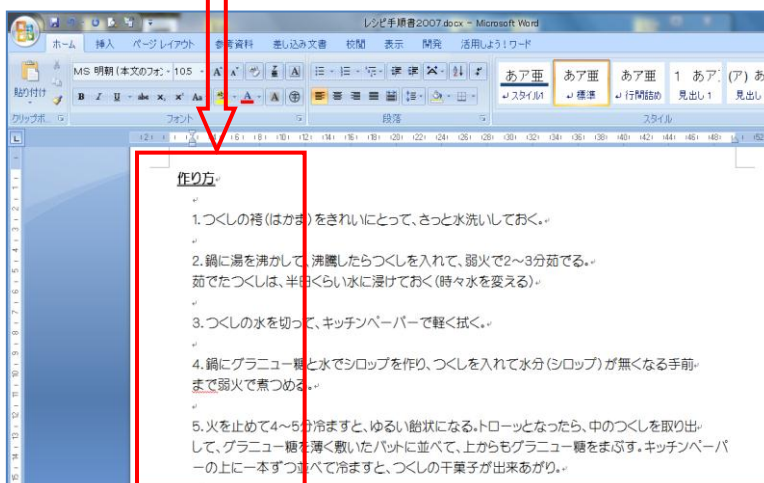 レシピ手順書2007.docx - Microsoft Word
ホーム 挿入 ページ レイアウト 参考資料 差し込み文書 校閲 表示 開発 活用しよう!ワード
MS 明朝 (本文のフォ: 10.5
あア亜 あア亜 あア亜 1 あア (ア) あ
貼り付け
スタイル1 標準 行間詰め 見出し 1 見出し
クリップボ... フォント 段落 スタイル
作り方
1.つくしの袴(はかま)をきれいにとって、さっと水洗いしておく。
2.鍋に湯を沸かして、沸騰したらつくしを入れて、弱火で2~3分茹でる。
茹でたつくしは、半日くらい水に浸けておく(時々水を変える)
3.つくしの水を切って、キッチンペーパーで軽く拭く。
4.鍋にグラニュー糖と水でシロップを作り、つくしを入れて水分(シロップ)が無くなる手前
まで弱火で煮つめる。
5.火を止めて4~5分冷ますと、ゆるい飴状になる。トローッとなったら、中のつくしを取り出
して、グラニュー糖を薄く敷いたバットに並べて、上からもグラニュー糖をまぶす。キッチンペーパ
ーの上に一本ずつ並べて冷ますと、つくしの干菓子が出来あがり。